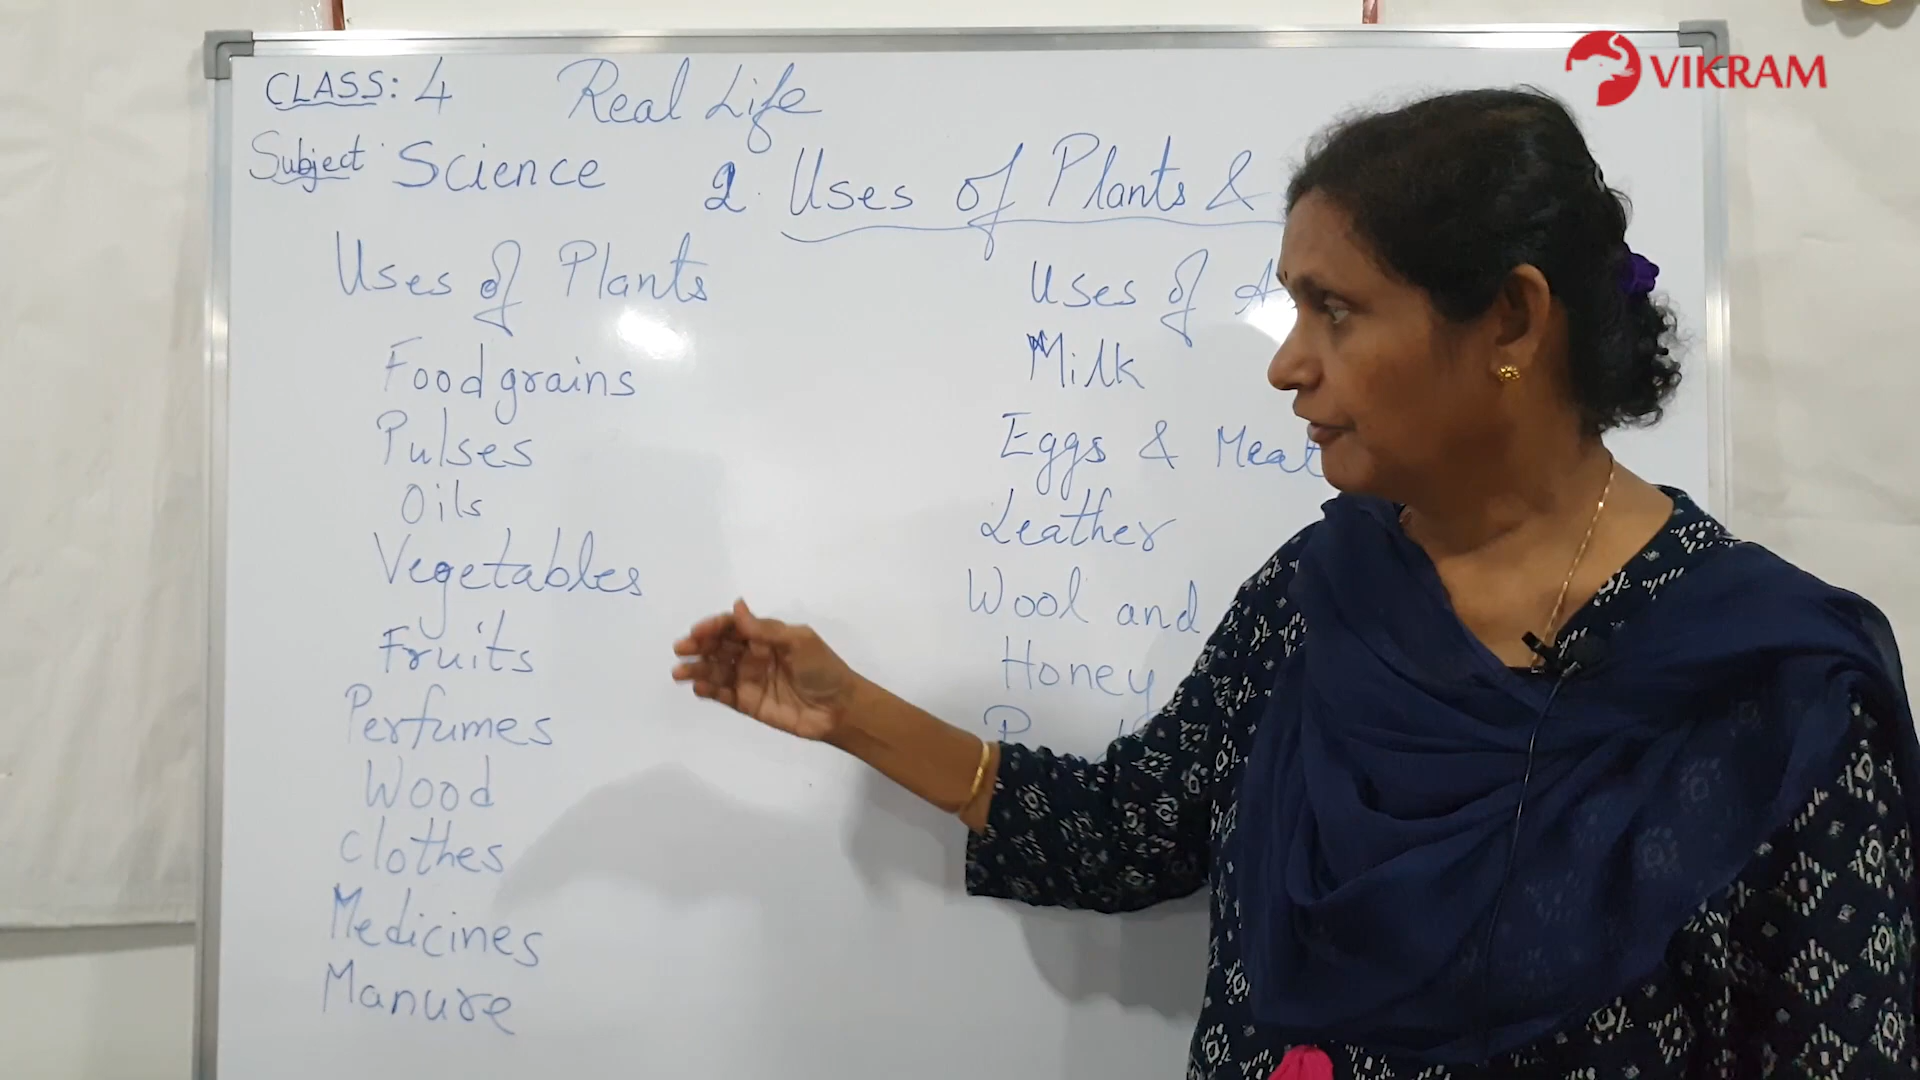 VIKRAM
CLASS: 4 Real Life
Subject: Science
2. Uses of Plants &
Uses of Plants
Foodgrains
Pulses
Oils
Vegetables
Fruits
Perfumes
Wood
Clothes
Medicines
Manure
Uses of
Milk
Eggs & Meat
Leather
Wool and
Honey